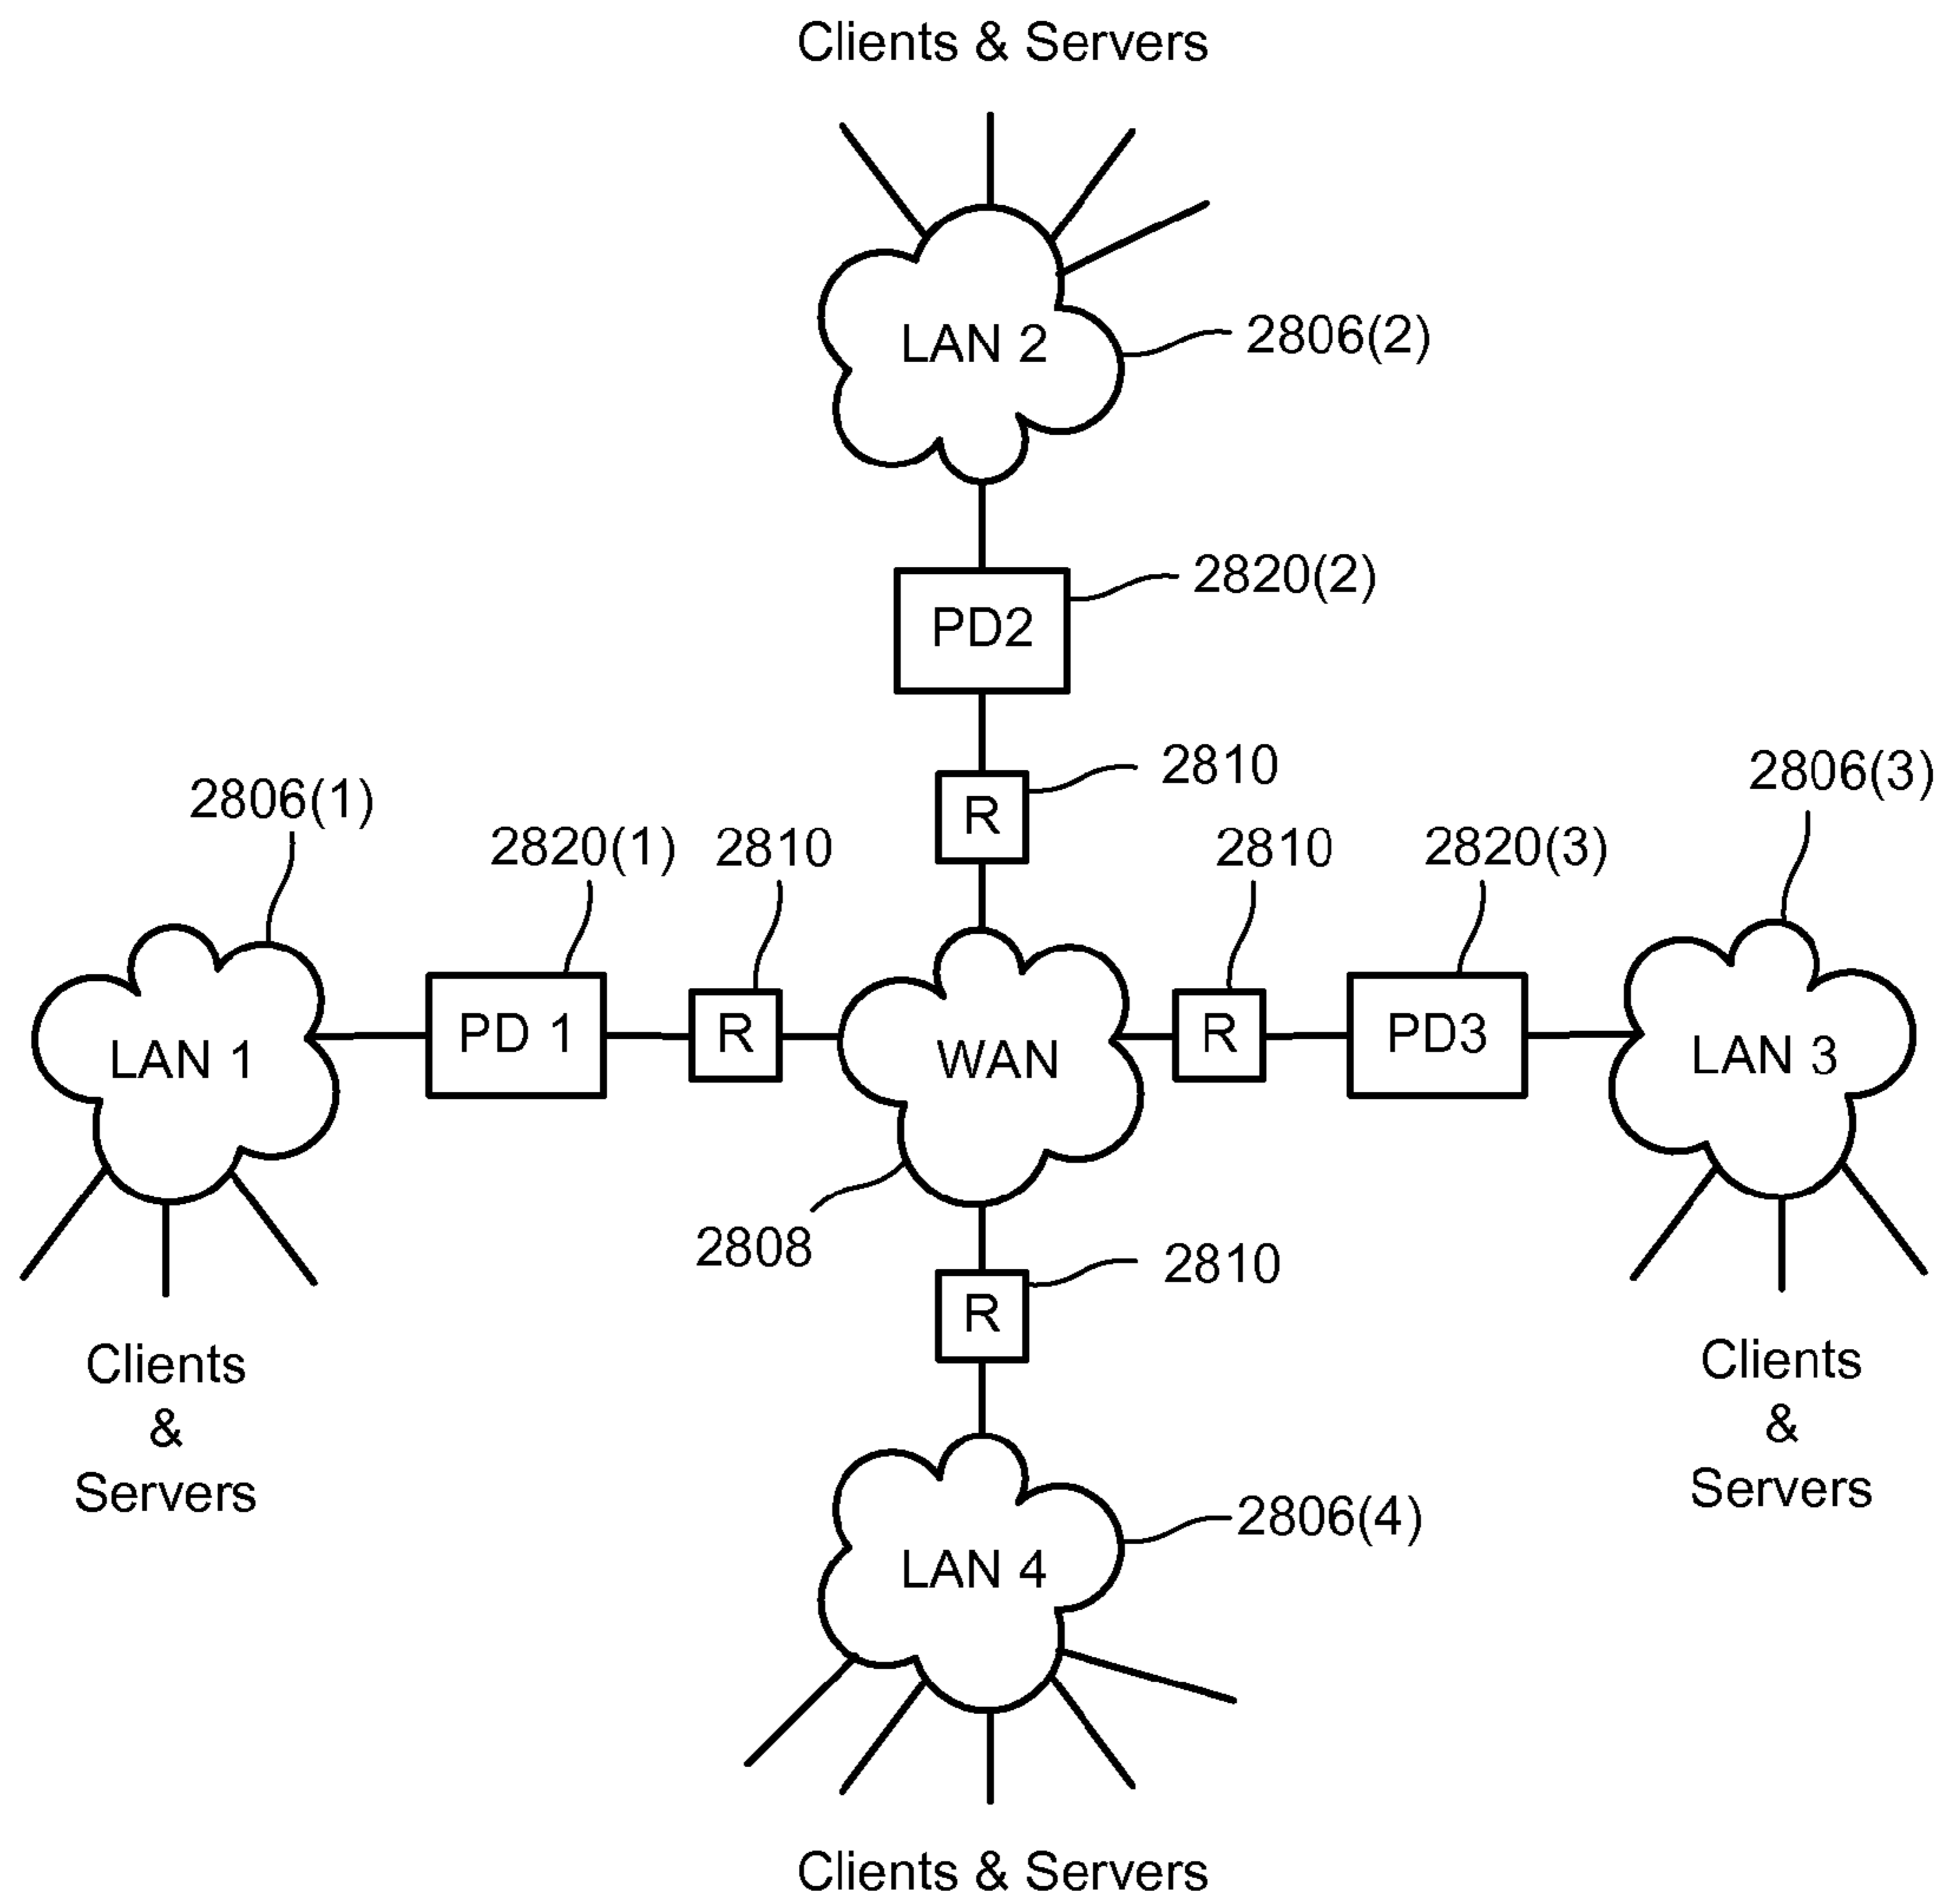 Clients & Servers
LAN 2
2806(2)
PD2
2820(2)
R
2810
2806(1)
2820(1)
2810
2810
2820(3)
2806(3)
LAN 1
PD 1
R
WAN
R
PD3
LAN 3
2808
R
2810
Clients
&
Servers
Clients
&
Servers
LAN 4
2806(4)
Clients & Servers